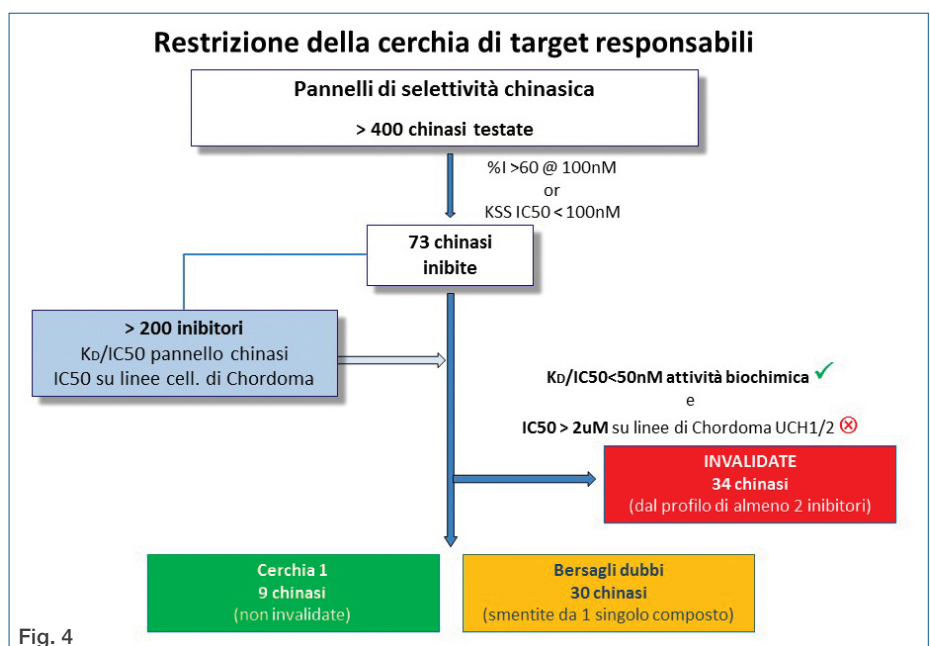 Restrizione della cerchia di target responsabili
Pannelli di selettività chinasica
> 400 chinasi testate
%I >60 @ 100nM
or
KSS IC50 < 100nM
73 chinasi
inibite
> 200 inibitori
KD/IC50 pannello chinasi
IC50 su linee cell. di Chordoma
KD/IC50<50nM attività biochimica ✓
e
IC50 > 2uM su linee di Chordoma UCH1/2 ⊗
INVALIDATE
34 chinasi
(dal profilo di almeno 2 inibitori)
Cerchia 1
9 chinasi
(non invalidate)
Bersagli dubbi
30 chinasi
(smentite da 1 singolo composto)
Fig. 4